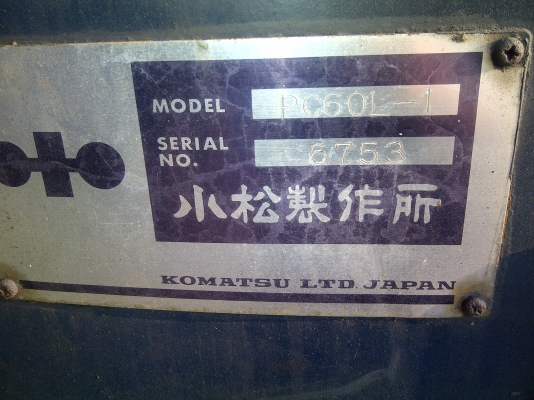 MODEL PC60L-1
SERIAL NO. 6753
小松製作所
KOMATSU LTD. JAPAN